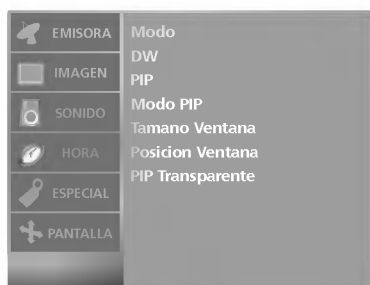 EMISORA
IMAGEN
SONIDO
HORA
ESPECIAL
PANTALLA
Modo
DW
PIP
Modo PIP
Tamano Ventana
Posicion Ventana
PIP Transparente